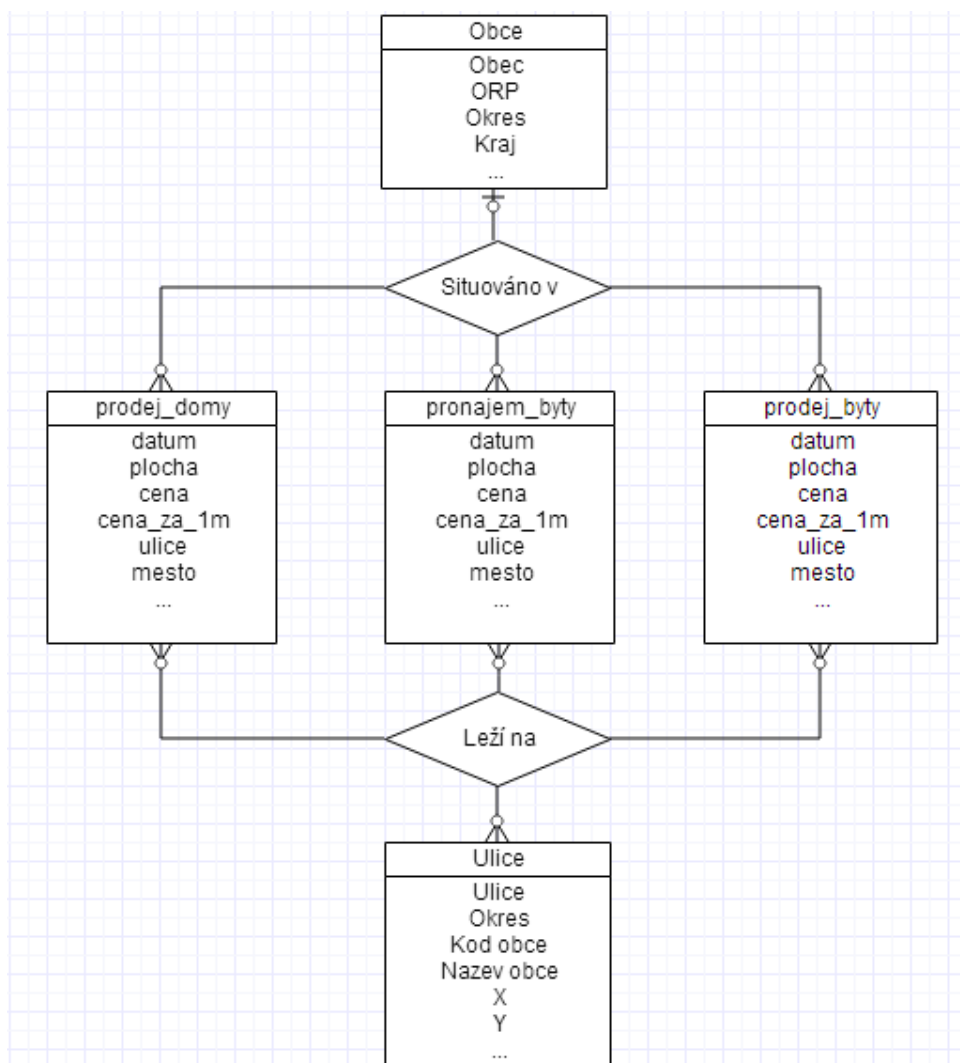 Obce
Obec
ORP
Okres
Kraj
...
Situováno v
prodej_domy
datum
plocha
cena
cena_za_1m
ulice
mesto
...
pronajem_byty
datum
plocha
cena
cena_za_1m
ulice
mesto
...
prodej_byty
datum
plocha
cena
cena_za_1m
ulice
mesto
...
Leží na
Ulice
Ulice
Okres
Kod obce
Nazev obce
X
Y
...